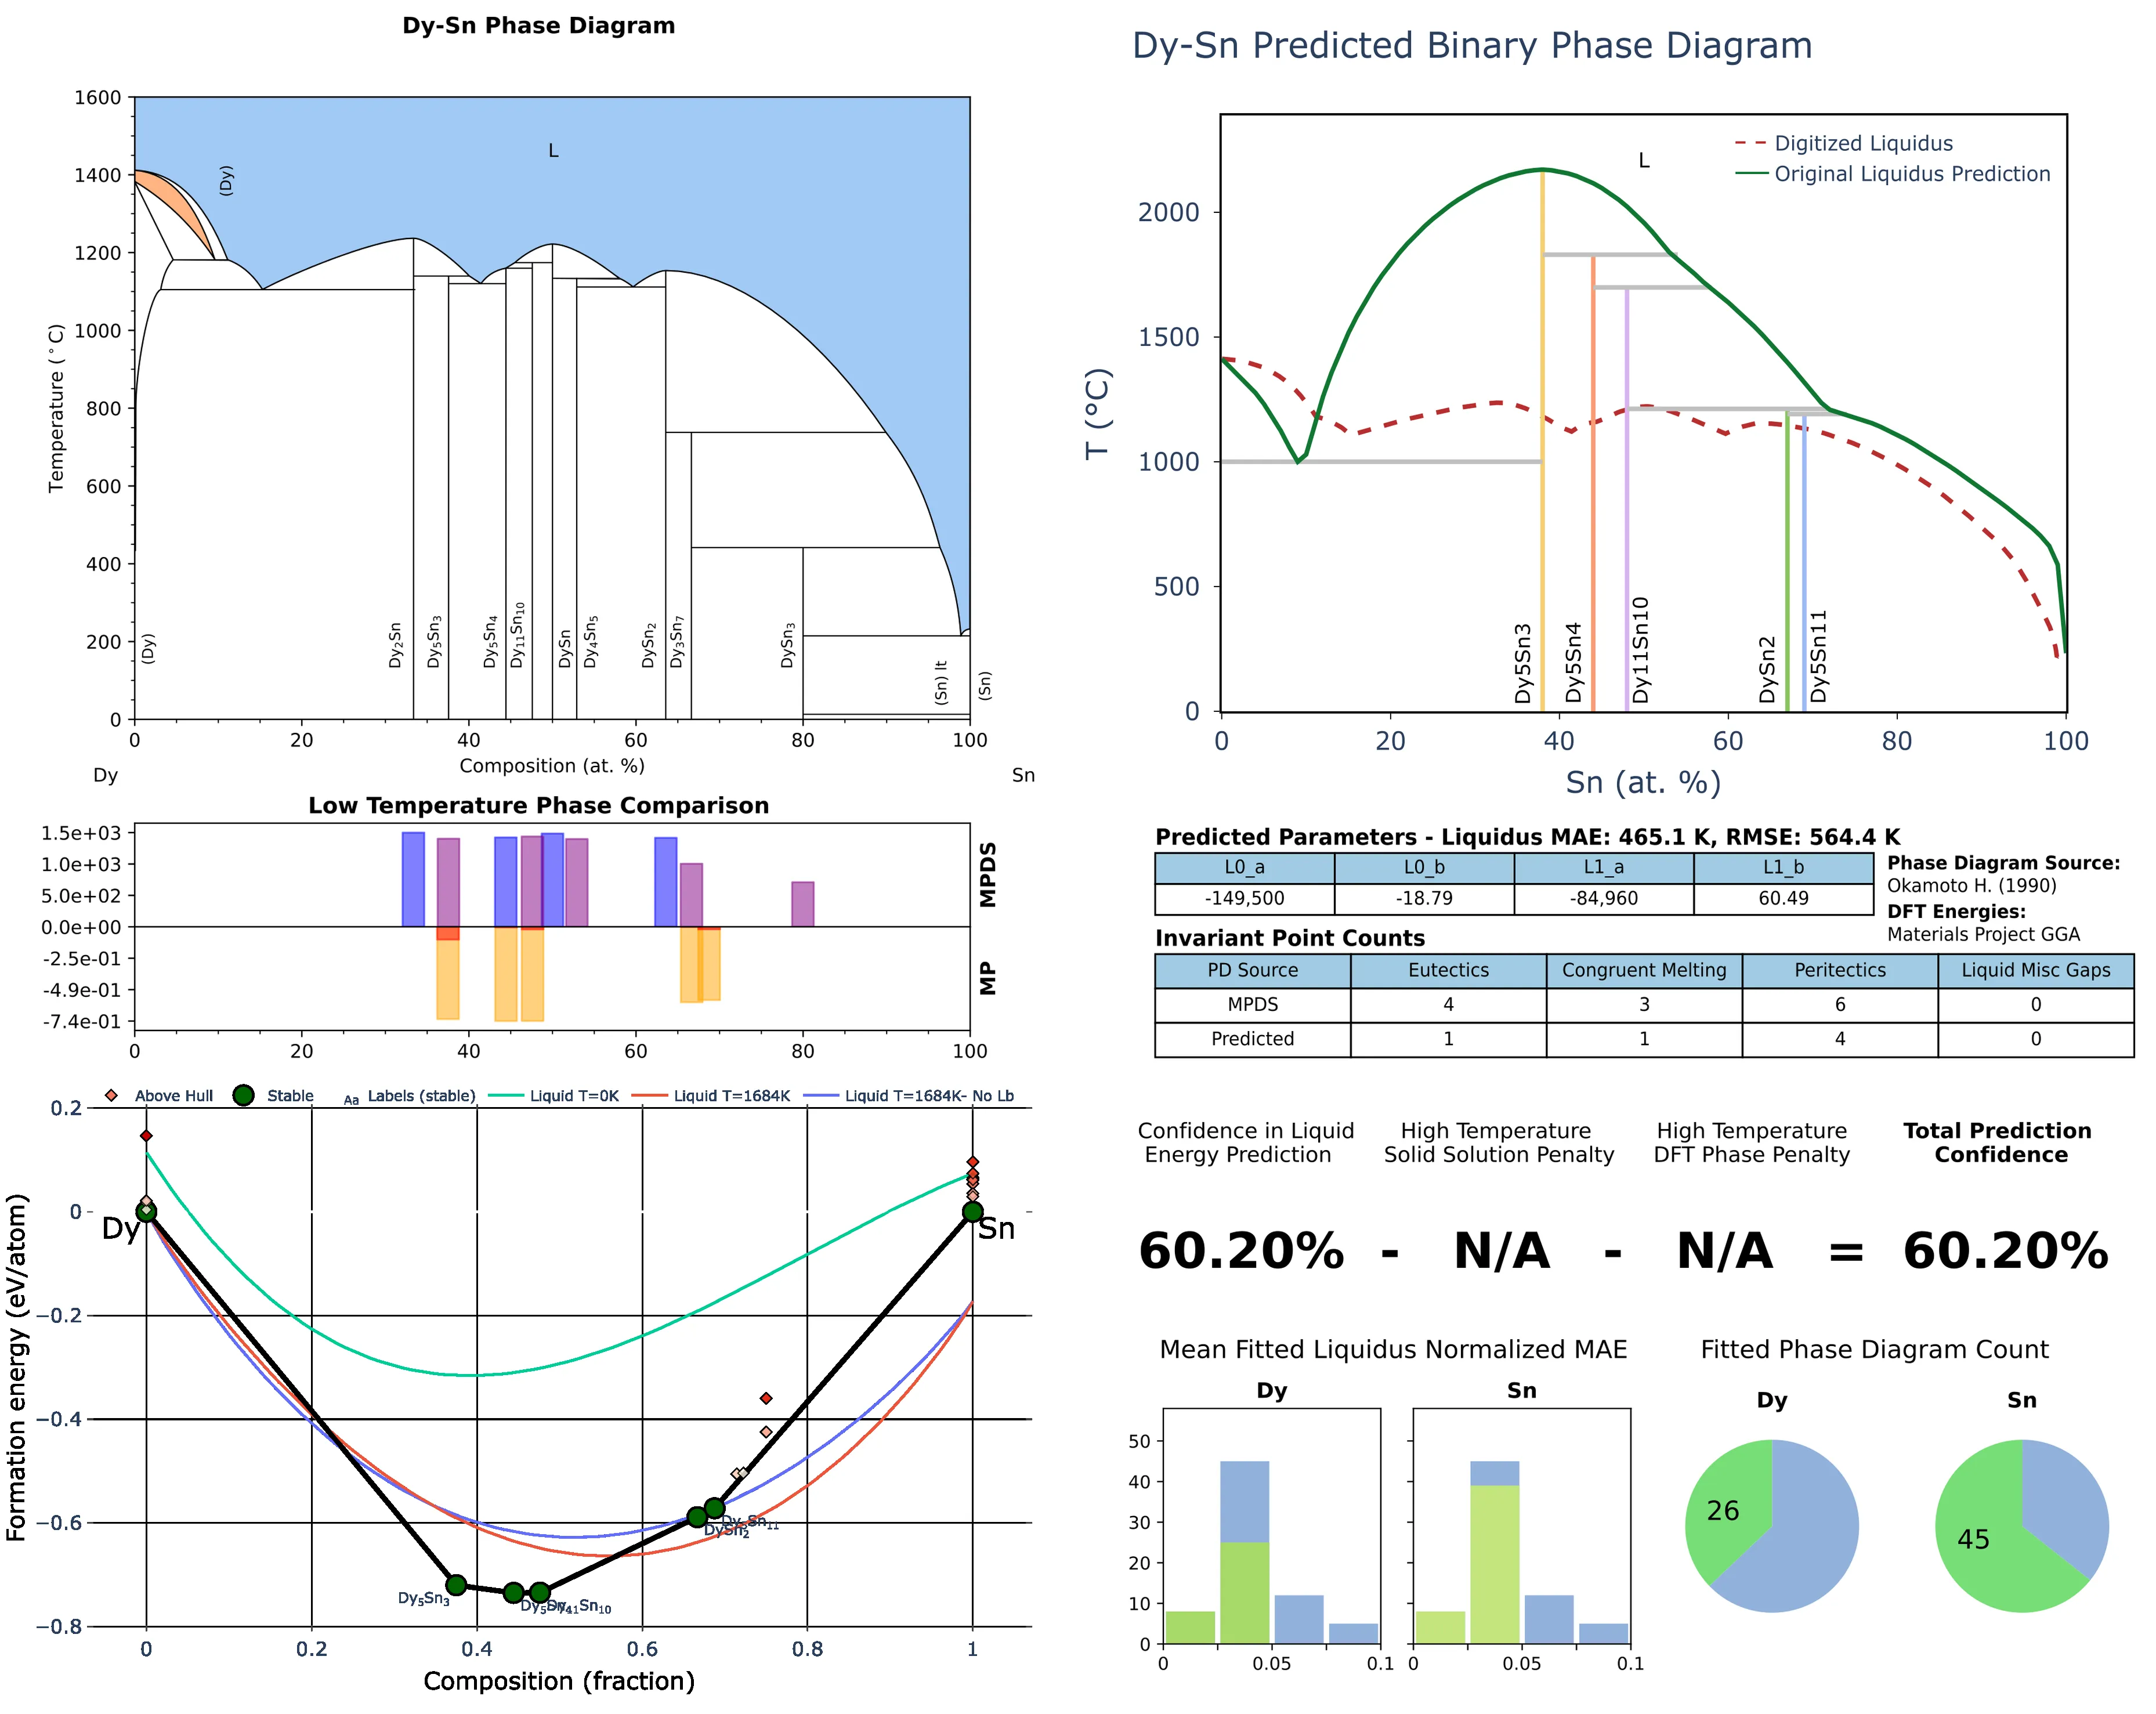 Dy-Sn Phase Diagram
1600
1400
1200
1000
800
600
400
200
0
Temperature (°C)
L
(Dy)
(Dy)
Dy₂Sn
Dy₅Sn₃
Dy₅Sn₄
Dy₁₁Sn₁₀
DySn
Dy₄Sn₅
DySn₂
Dy₃Sn₇
DySn₃
(Sn) lt
(Sn)
0 20 40 60 80 100
Composition (at. %)
Dy Sn
Dy-Sn Predicted Binary Phase Diagram
Digitized Liquidus
Original Liquidus Prediction
L
2000
1500
1000
500
0
T (°C)
Dy5Sn3
Dy5Sn4
Dy11Sn10
DySn2
Dy5Sn11
0 20 40 60 80 100
Sn (at. %)
Low Temperature Phase Comparison
1.5e+03
1.0e+03
5.0e+02
0.0e+00
-2.5e-01
-4.9e-01
-7.4e-01
MPDS
MP
0 20 40 60 80 100
Predicted Parameters - Liquidus MAE: 465.1 K, RMSE: 564.4 K
L0_a L0_b L1_a L1_b
-149,500 -18.79 -84,960 60.49
Phase Diagram Source:
Okamoto H. (1990)
DFT Energies:
Materials Project GGA
Invariant Point Counts
PD Source Eutectics Congruent Melting Peritectics Liquid Misc Gaps
MPDS 4 3 6 0
Predicted 1 1 4 0
Above Hull Stable Aa Labels (stable) Liquid T=0K Liquid T=1684K Liquid T=1684K- No Lb
0.2
0
−0.2
−0.4
−0.6
−0.8
Formation energy (eV/atom)
Dy
Sn
Dy₅Sn₁₁
DySn₂
Dy₅Sn₃
Dy₅Sn₄
Dy₁₁Sn₁₀
0 0.2 0.4 0.6 0.8 1
Composition (fraction)
Confidence in Liquid
Energy Prediction
High Temperature
Solid Solution Penalty
High Temperature
DFT Phase Penalty
Total Prediction
Confidence
60.20% - N/A - N/A = 60.20%
Mean Fitted Liquidus Normalized MAE
Dy
Sn
50
40
30
20
10
0
0 0.05 0.1
0 0.05 0.1
Fitted Phase Diagram Count
Dy
Sn
26
45